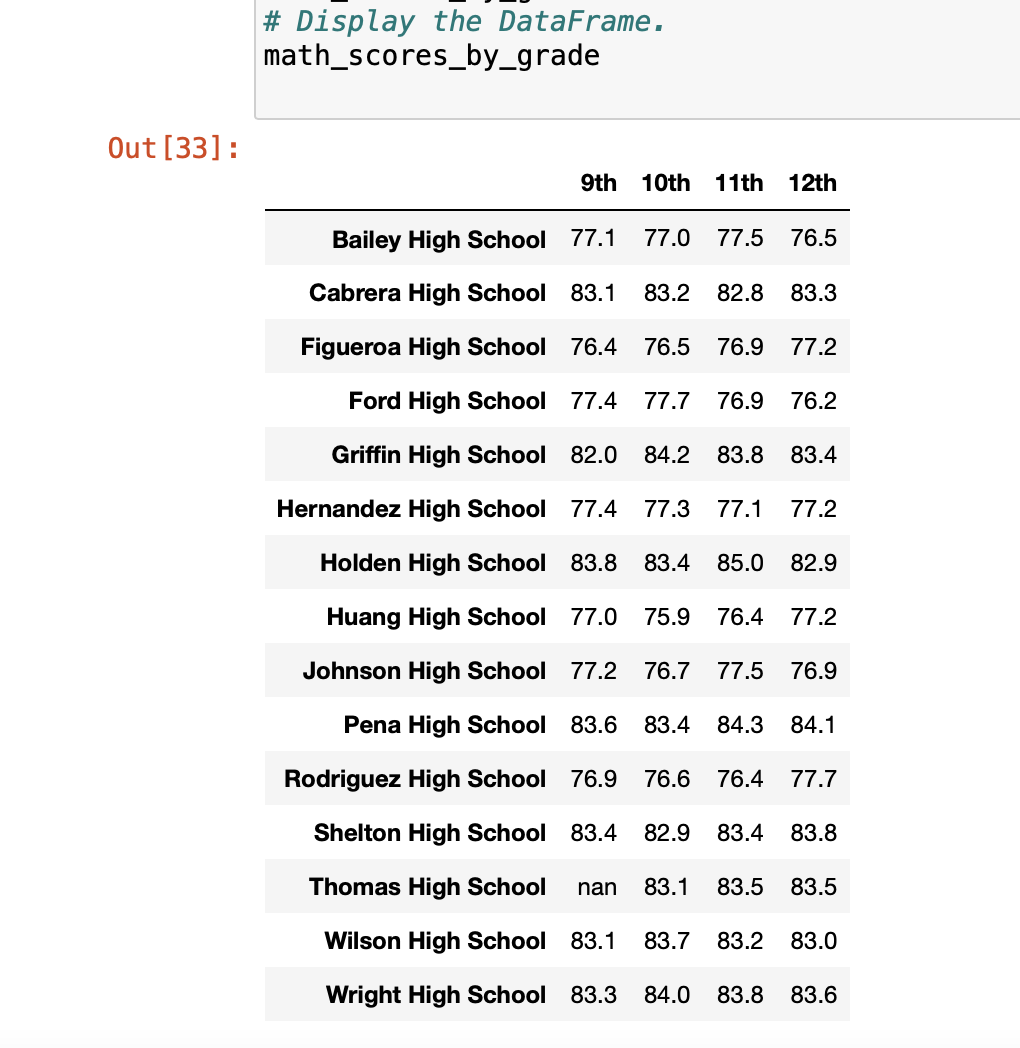 # Display the DataFrame.
math_scores_by_grade
Out[33]:
9th 10th 11th 12th
Bailey High School 77.1 77.0 77.5 76.5
Cabrera High School 83.1 83.2 82.8 83.3
Figueroa High School 76.4 76.5 76.9 77.2
Ford High School 77.4 77.7 76.9 76.2
Griffin High School 82.0 84.2 83.8 83.4
Hernandez High School 77.4 77.3 77.1 77.2
Holden High School 83.8 83.4 85.0 82.9
Huang High School 77.0 75.9 76.4 77.2
Johnson High School 77.2 76.7 77.5 76.9
Pena High School 83.6 83.4 84.3 84.1
Rodriguez High School 76.9 76.6 76.4 77.7
Shelton High School 83.4 82.9 83.4 83.8
Thomas High School nan 83.1 83.5 83.5
Wilson High School 83.1 83.7 83.2 83.0
Wright High School 83.3 84.0 83.8 83.6